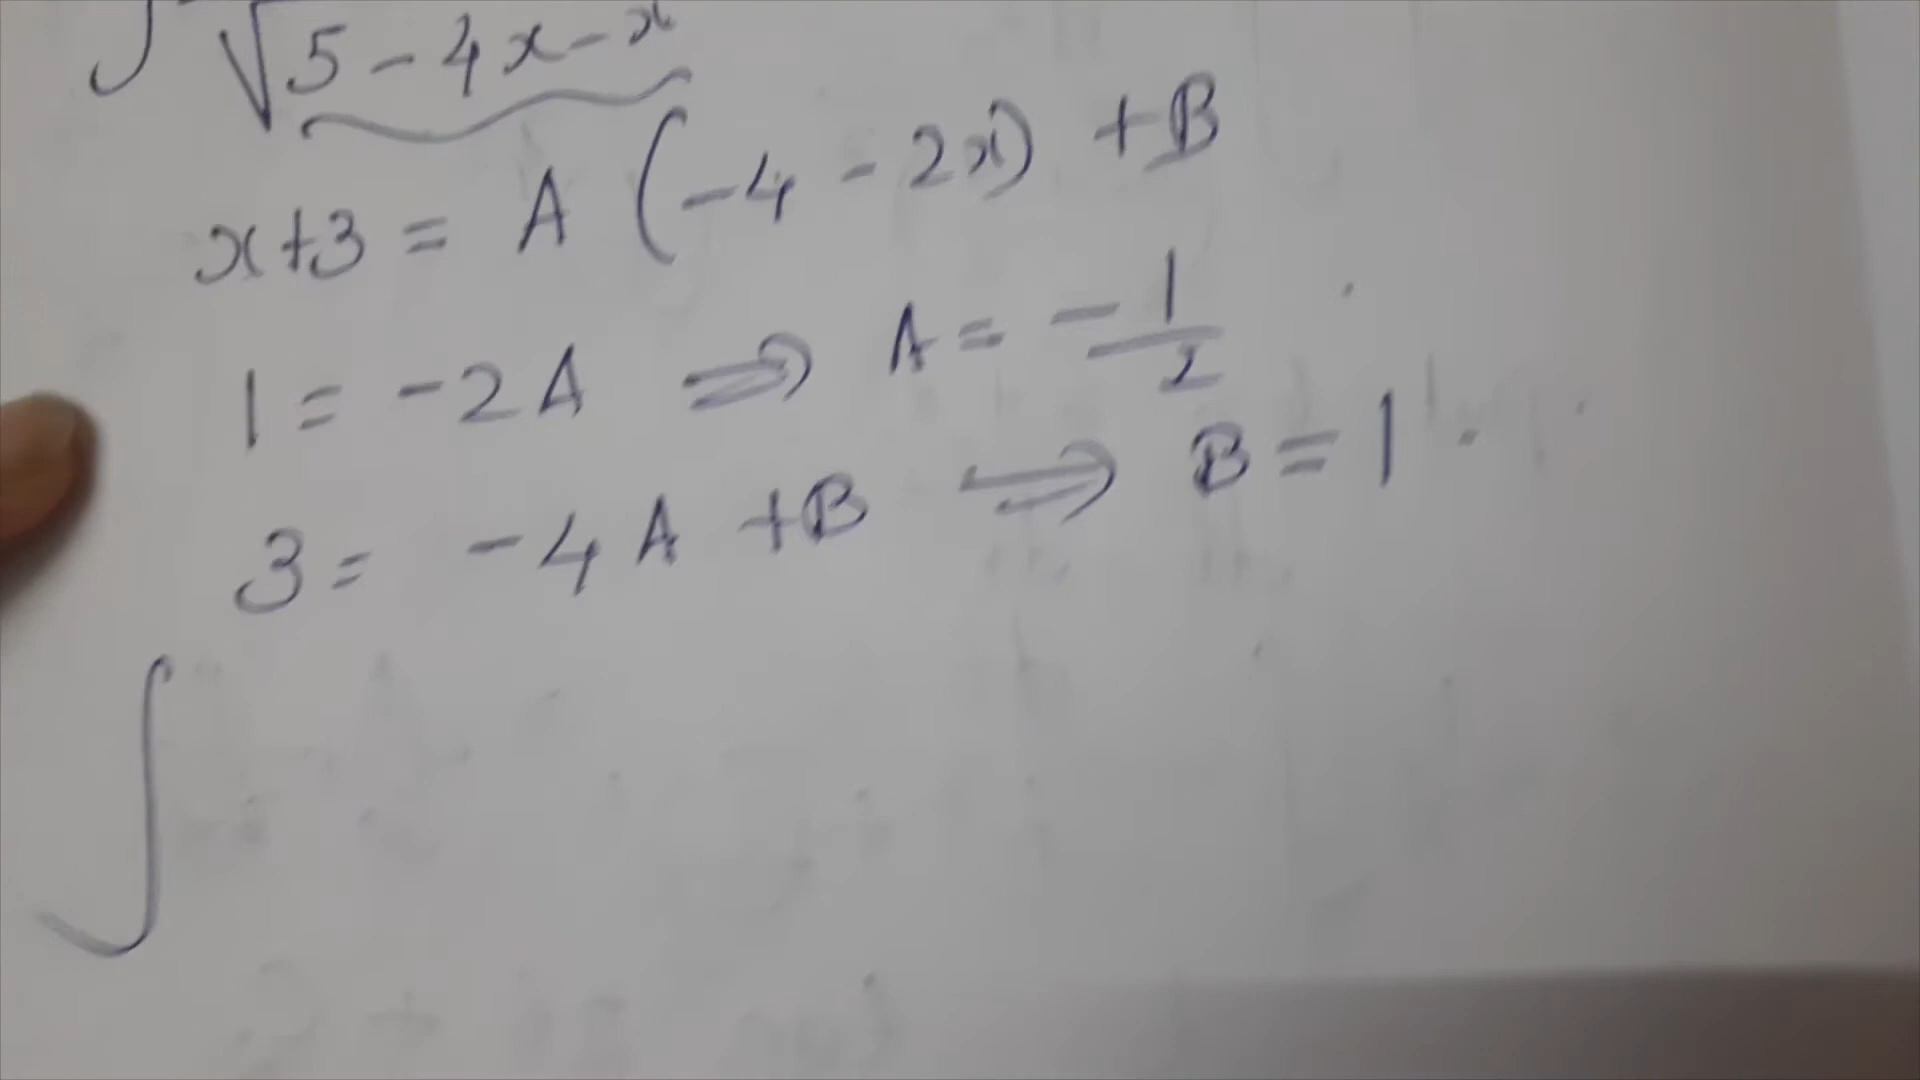 ∫ √5 - 4x - x
x+3 = A (-4 - 2x) + B
1 = -2A ⇒ A = -1/2
3 = -4A + B ⇒ B = 1.
∫